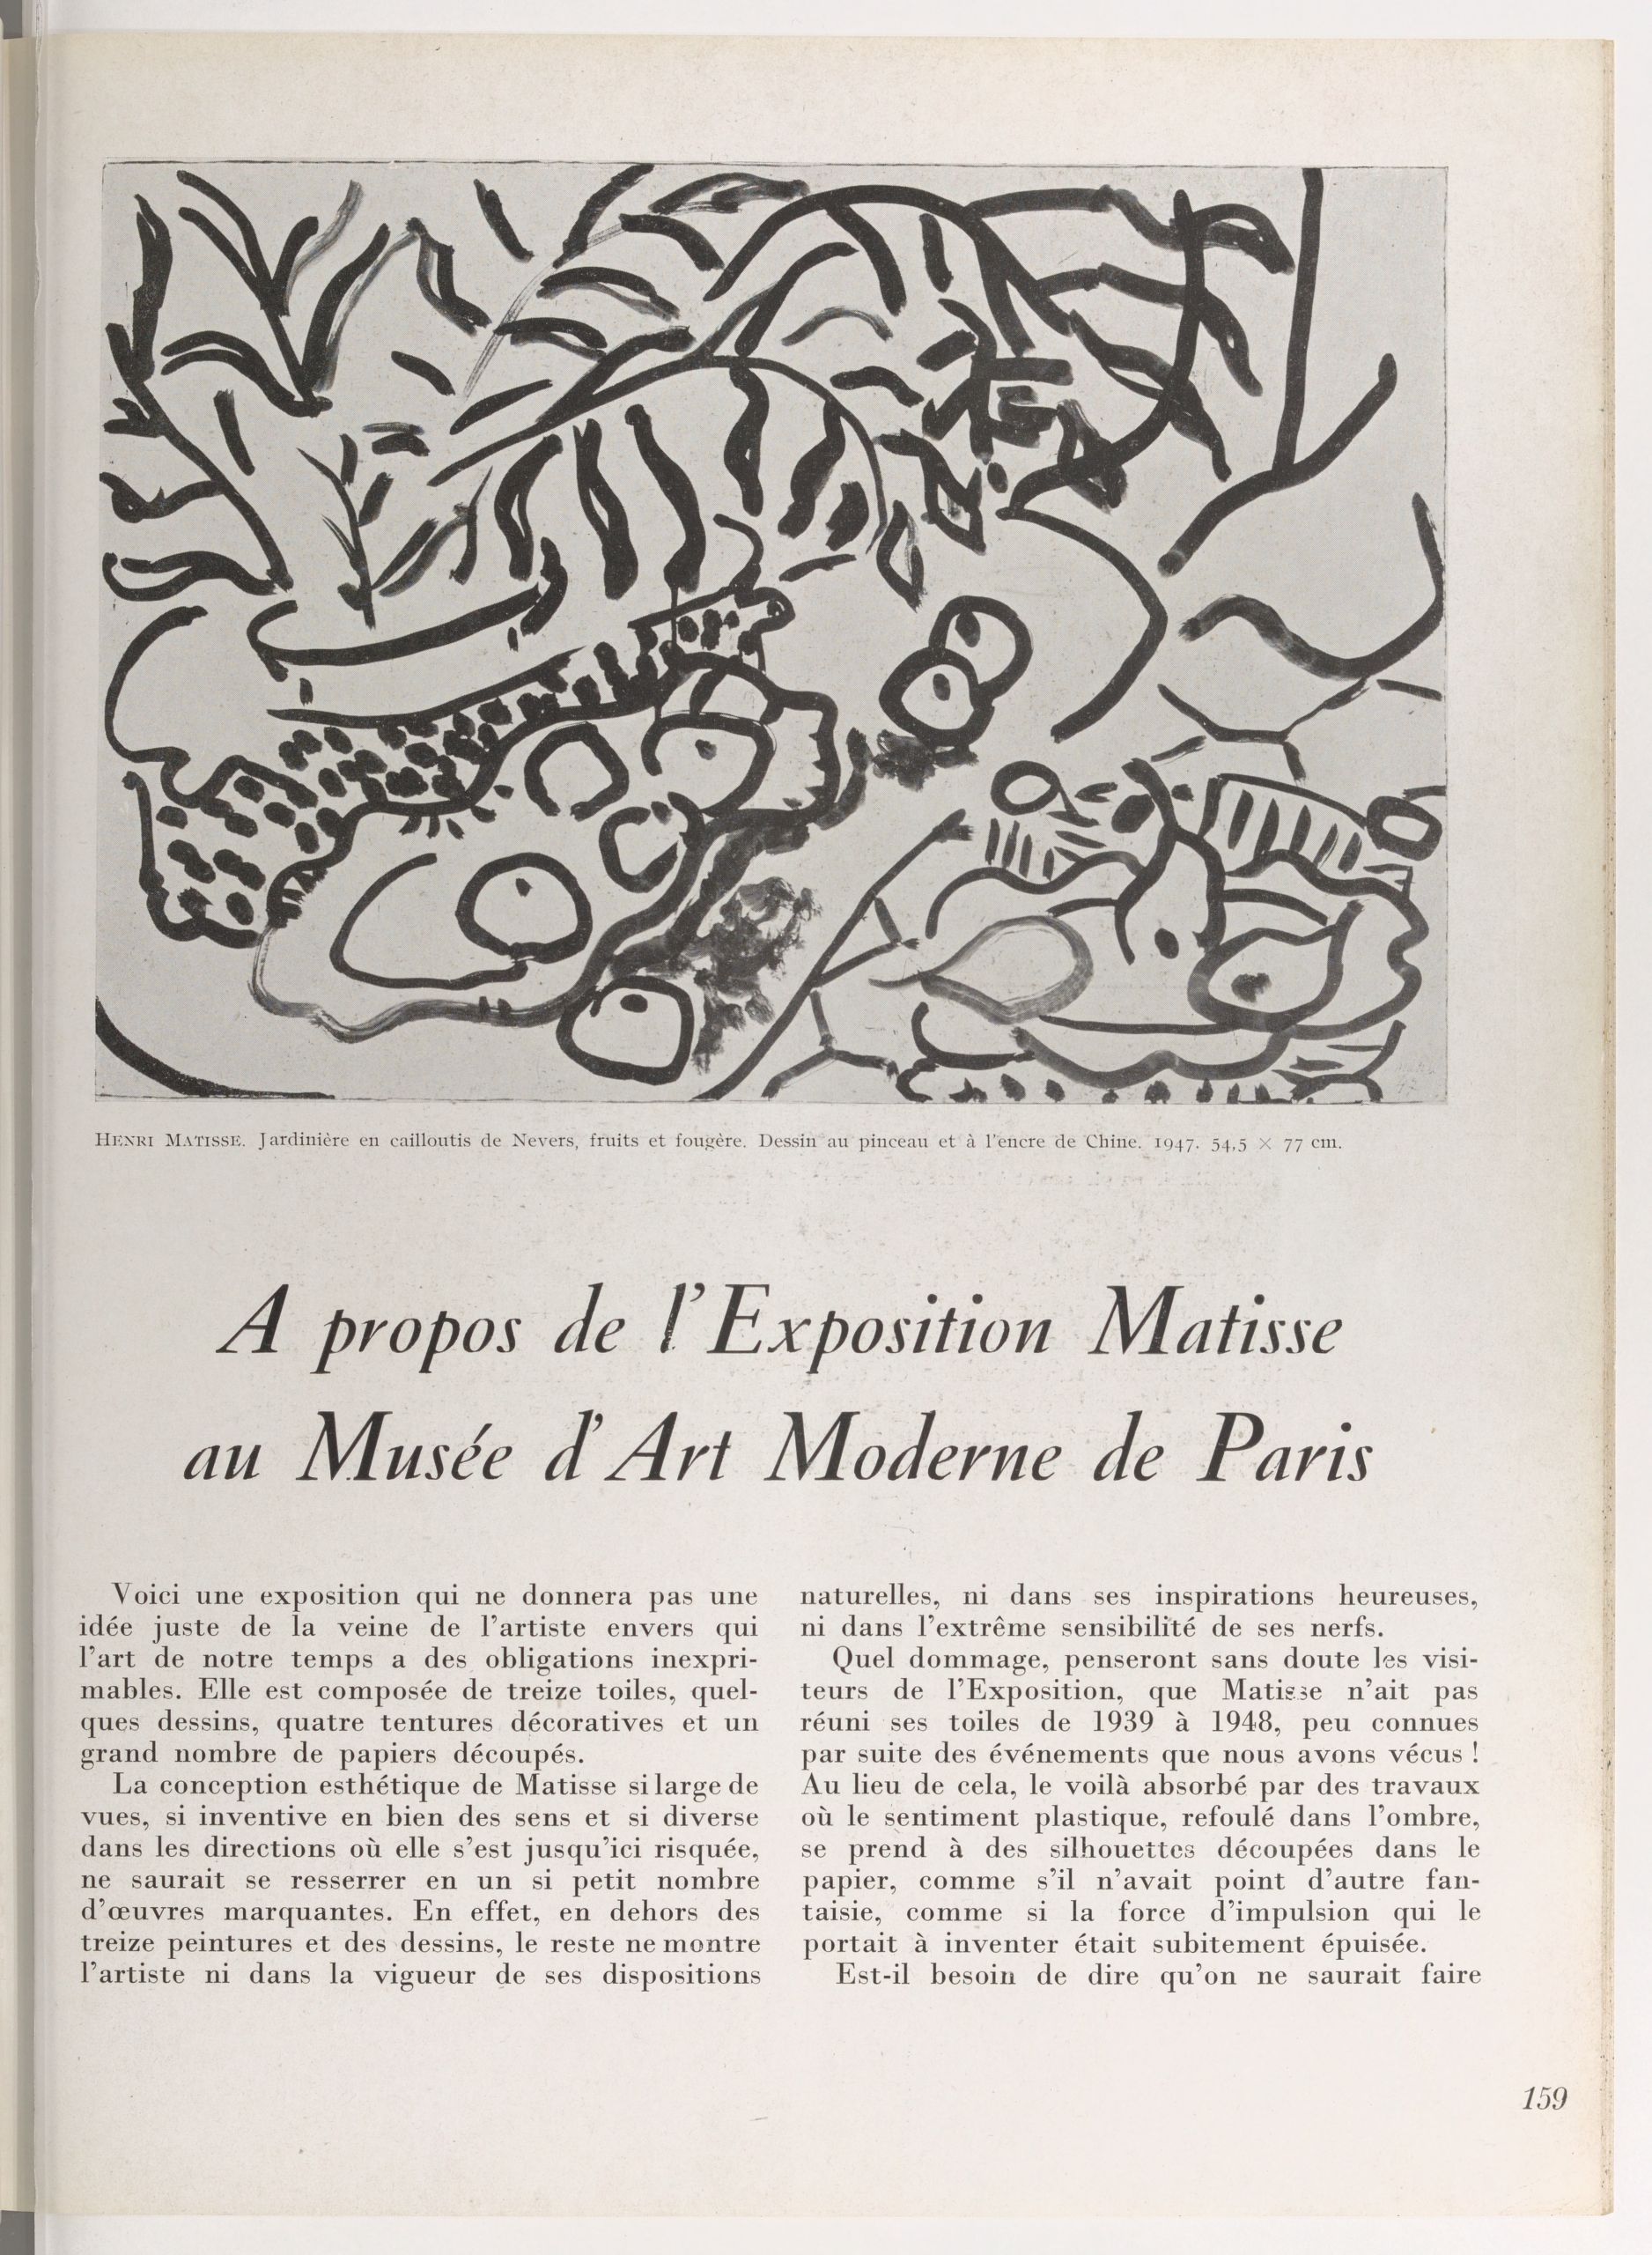 HENRI MATISSE. Jardinière en cailloutis de Nevers, fruits et fougère. Dessin au pinceau et à l'encre de Chine. 1947. 54,5 × 77 cm.
A propos de l'Exposition Matisse
au Musée d'Art Moderne de Paris
Voici une exposition qui ne donnera pas une
idée juste de la veine de l'artiste envers qui
l'art de notre temps a des obligations inexpri-
mables. Elle est composée de treize toiles, quel-
ques dessins, quatre tentures décoratives et un
grand nombre de papiers découpés.
La conception esthétique de Matisse si large de
vues, si inventive en bien des sens et si diverse
dans les directions où elle s'est jusqu'ici risquée,
ne saurait se resserrer en un si petit nombre
d'œuvres marquantes. En effet, en dehors des
treize peintures et des dessins, le reste ne montre
l'artiste ni dans la vigueur de ses dispositions
naturelles, ni dans ses inspirations heureuses,
ni dans l'extrême sensibilité de ses nerfs.
Quel dommage, penseront sans doute les visi-
teurs de l'Exposition, que Matisse n'ait pas
réuni ses toiles de 1939 à 1948, peu connues
par suite des événements que nous avons vécus !
Au lieu de cela, le voilà absorbé par des travaux
où le sentiment plastique, refoulé dans l'ombre,
se prend à des silhouettes découpées dans le
papier, comme s'il n'avait point d'autre fan-
taisie, comme si la force d'impulsion qui le
portait à inventer était subitement épuisée.
Est-il besoin de dire qu'on ne saurait faire
159